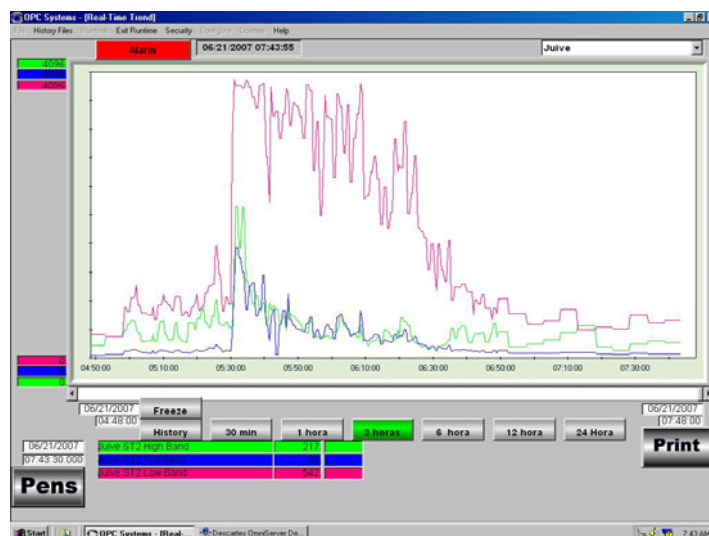 OPC Systems - [Real-Time Trend]
File History Files Runtime Exit Runtime Security Configure License Help
Alarm 06/21/2007 07:43:55 Juive
4096
4096
4096
0
0
0
04:50:00 05:10:00 05:30:00 05:50:00 06:10:00 06:30:00 06:50:00 07:10:00 07:30:00
06/21/2007 Freeze 06/21/2007
04:48:00 07:48:00
History 30 min 1 hora 3 horas 6 hora 12 hora 24 Hora
06/21/2007 Juive ST2 High Band 217
07:43:30.000 Juive ST2
Juive ST2 Low Band 542
Print
Pens
Start OPC Systems - [Real-... Descartes OmniServer De... 7:43 AM